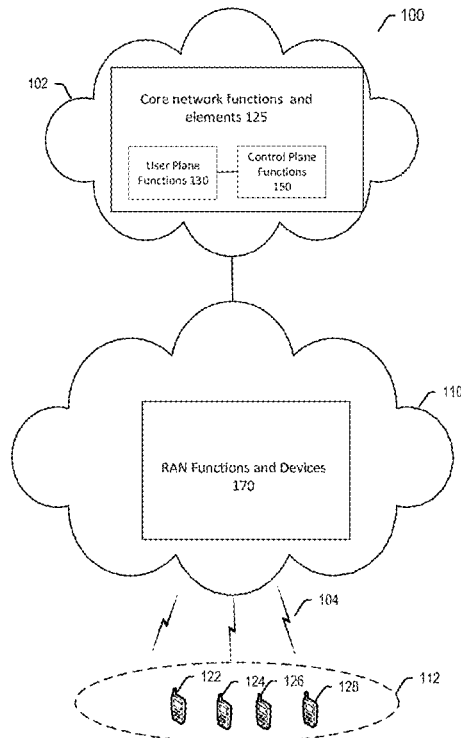 100
102
Core network functions and
elements 125
User Plane
Functions 130
Control Plane
Functions
150
110
RAN Functions and Devices
170
104
122
124
126
128
112